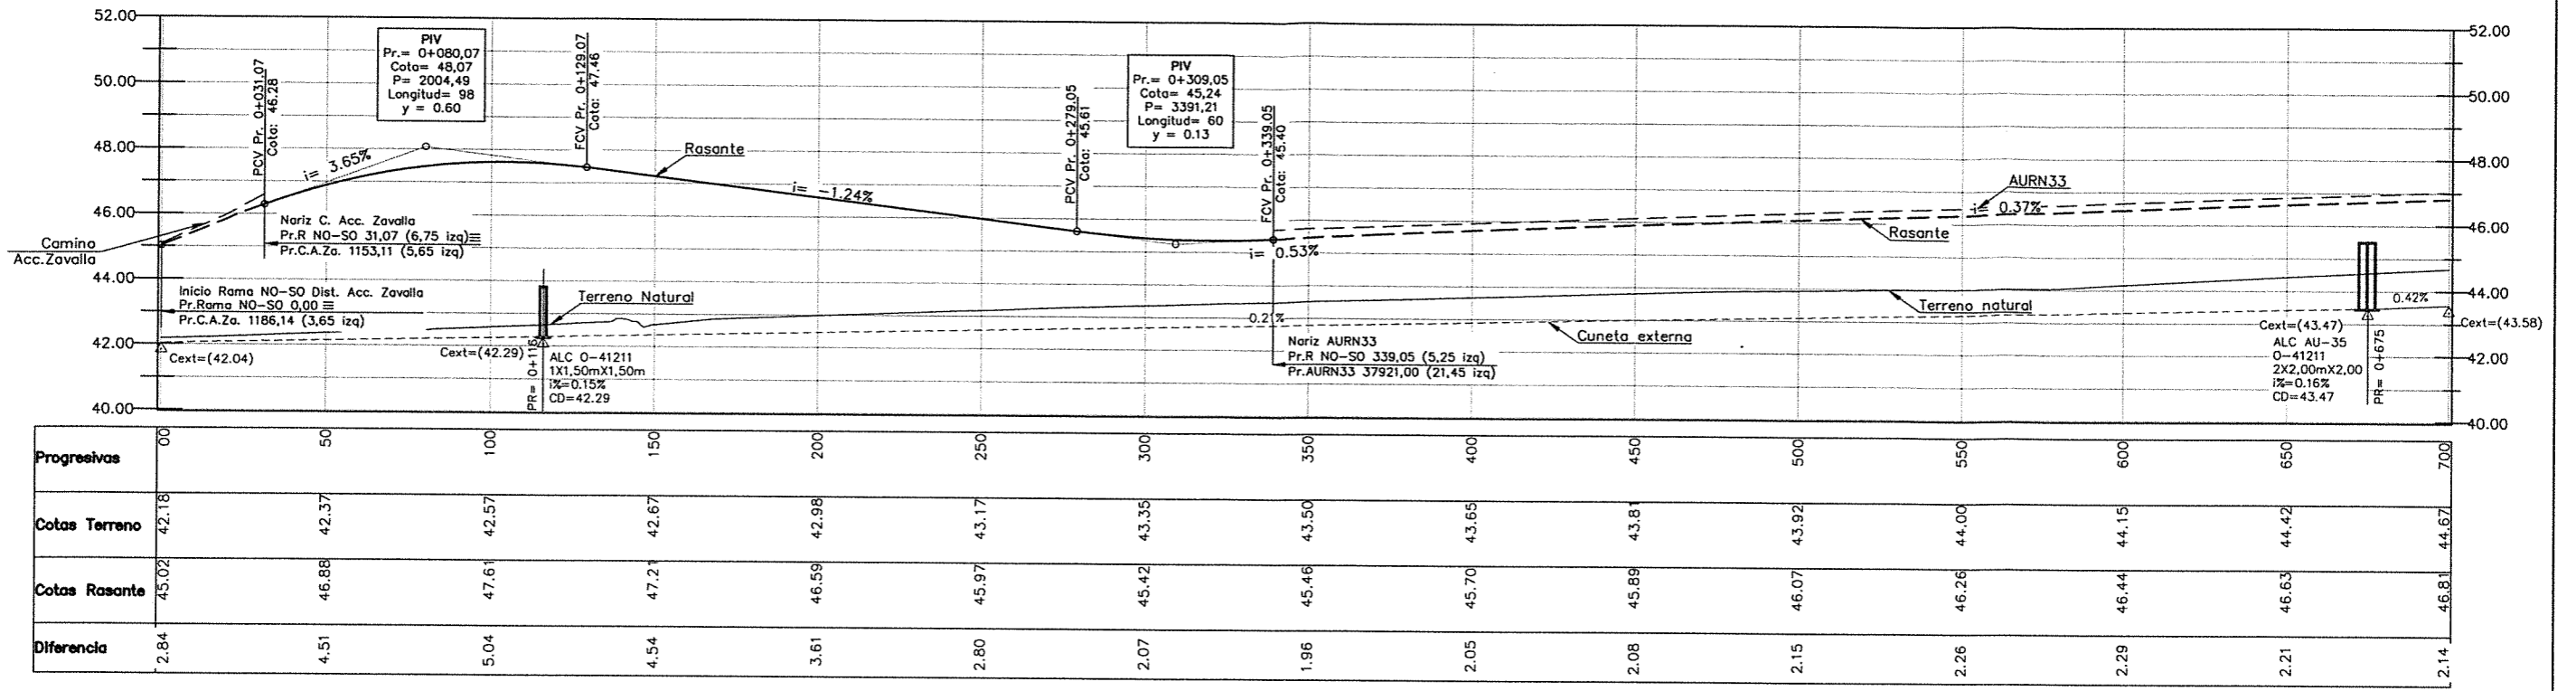 52.00
50.00
48.00
46.00
44.00
42.00
40.00
52.00
50.00
48.00
46.00
44.00
42.00
40.00
PIV
Pr.= 0+080,07
Cota= 48,07
P= 2004,49
Longitud= 98
y = 0.60
PIV
Pr.= 0+309,05
Cota= 45,24
P= 3391,21
Longitud= 60
y = 0.13
PCV Pr. 0+031.07
Cota: 46.28
FCV Pr. 0+129.07
Cota: 47.46
PCV Pr. 0+279.05
Cota: 45.61
FCV Pr. 0+339.05
Cota: 45.40
i= 3.65%
Rasante
i= -1.24%
i= 0.53%
AURN33
i 0.37%
Rasante
Camino
Acc.Zavalla
Nariz C. Acc. Zavalla
Pr.R NO-SO 31,07 (6,75 izq)≡
Pr.C.A.Za. 1153,11 (5,65 izq)
Inicio Rama NO-SO Dist. Acc. Zavalla
Pr.Rama NO-SO 0,00 ≡
Pr.C.A.Za. 1186,14 (3,65 izq)
Terreno Natural
Terreno natural
0.21%
Cuneta externa
0.42%
Cext=(42.04)
Cext=(42.29)
PR= 0+116
ALC O-41211
1X1,50mX1,50m
i%=0.15%
CD=42.29
Nariz AURN33
Pr.R NO-SO 339,05 (5,25 izq)
Pr.AURN33 37921,00 (21,45 izq)
Cext=(43.47)
ALC AU-35
O-41211
2X2,00mX2,00
i%=0.16%
CD=43.47
PR= 0+675
Cext=(43.58)
Progresivas 00 50 100 150 200 250 300 350 400 450 500 550 600 650 700
Cotas Terreno 42.18 42.37 42.57 42.67 42.98 43.17 43.35 43.50 43.65 43.81 43.92 44.00 44.15 44.42 44.67
Cotas Rasante 45.02 46.88 47.61 47.21 46.59 45.97 45.42 45.46 45.70 45.89 46.07 46.26 46.44 46.63 46.81
Diferencia 2.84 4.51 5.04 4.54 3.61 2.80 2.07 1.96 2.05 2.08 2.15 2.26 2.29 2.21 2.14